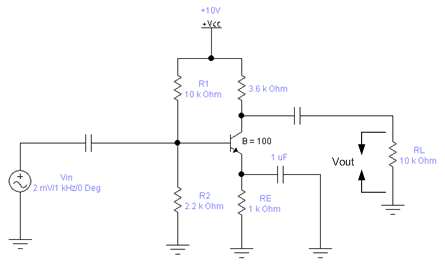 +10V
+Vcc
R1
10 k Ohm
3.6 k Ohm
B = 100
1 uF
Vout
RL
10 k Ohm
Vin
2 mV/1 kHz/0 Deg
R2
2.2 k Ohm
RE
1 k Ohm